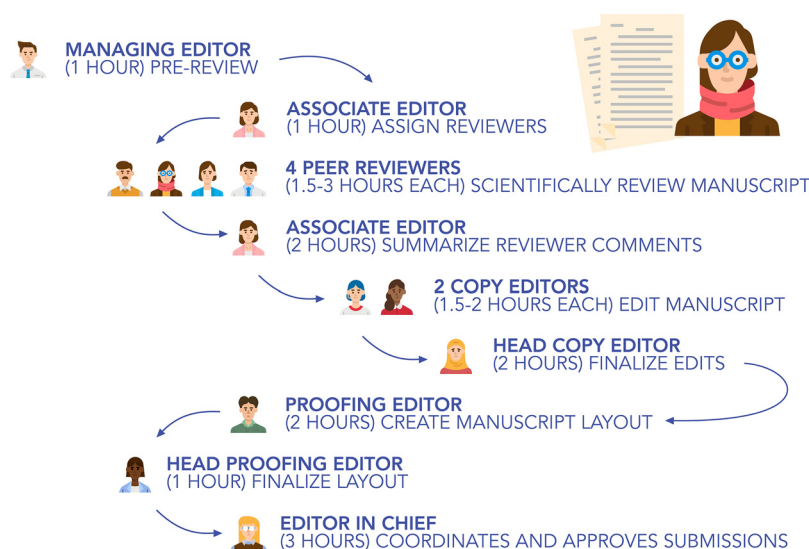 MANAGING EDITOR
(1 HOUR) PRE-REVIEW
ASSOCIATE EDITOR
(1 HOUR) ASSIGN REVIEWERS
4 PEER REVIEWERS
(1.5-3 HOURS EACH) SCIENTIFICALLY REVIEW MANUSCRIPT
ASSOCIATE EDITOR
(2 HOURS) SUMMARIZE REVIEWER COMMENTS
2 COPY EDITORS
(1.5-2 HOURS EACH) EDIT MANUSCRIPT
HEAD COPY EDITOR
(2 HOURS) FINALIZE EDITS
PROOFING EDITOR
(2 HOURS) CREATE MANUSCRIPT LAYOUT
HEAD PROOFING EDITOR
(1 HOUR) FINALIZE LAYOUT
EDITOR IN CHIEF
(3 HOURS) COORDINATES AND APPROVES SUBMISSIONS